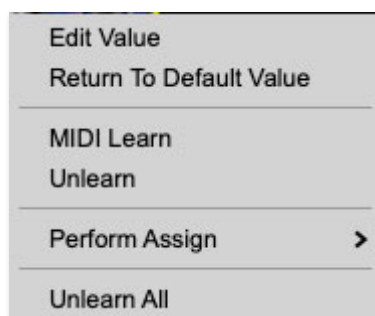 Edit Value
Return To Default Value
MIDI Learn
Unlearn
Perform Assign
Unlearn All